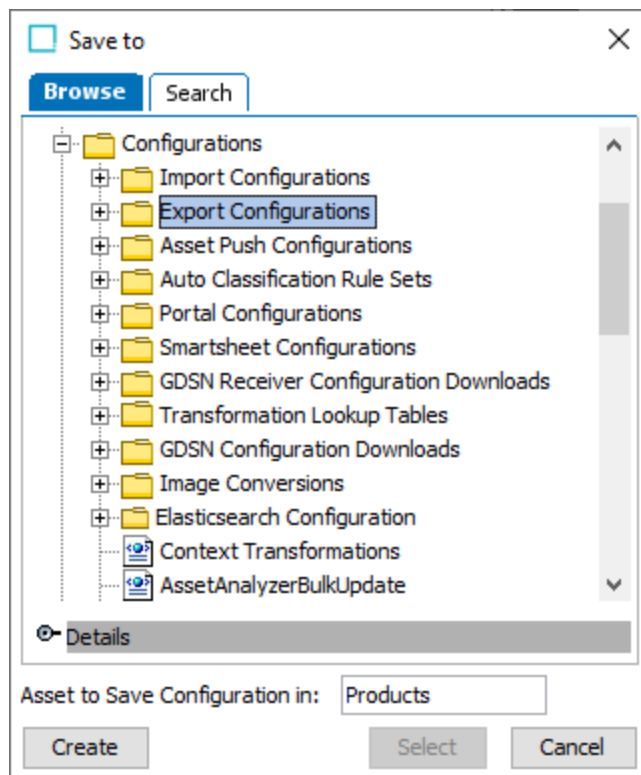 Save to
Browse
Search
Configurations
Import Configurations
Export Configurations
Asset Push Configurations
Auto Classification Rule Sets
Portal Configurations
Smartsheet Configurations
GDSN Receiver Configuration Downloads
Transformation Lookup Tables
GDSN Configuration Downloads
Image Conversions
Elasticsearch Configuration
Context Transformations
AssetAnalyzerBulkUpdate
Details
Asset to Save Configuration in: Products
Create Select Cancel